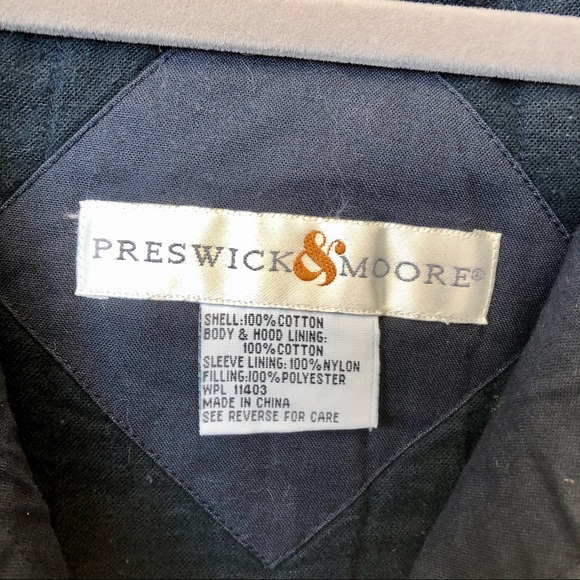 PRESWICK&MOORE®
SHELL:100%COTTON
BODY & HOOD LINING:
100%COTTON
SLEEVE LINING:100%NYLON
FILLING:100%POLYESTER
WPL 11403
MADE IN CHINA
SEE REVERSE FOR CARE